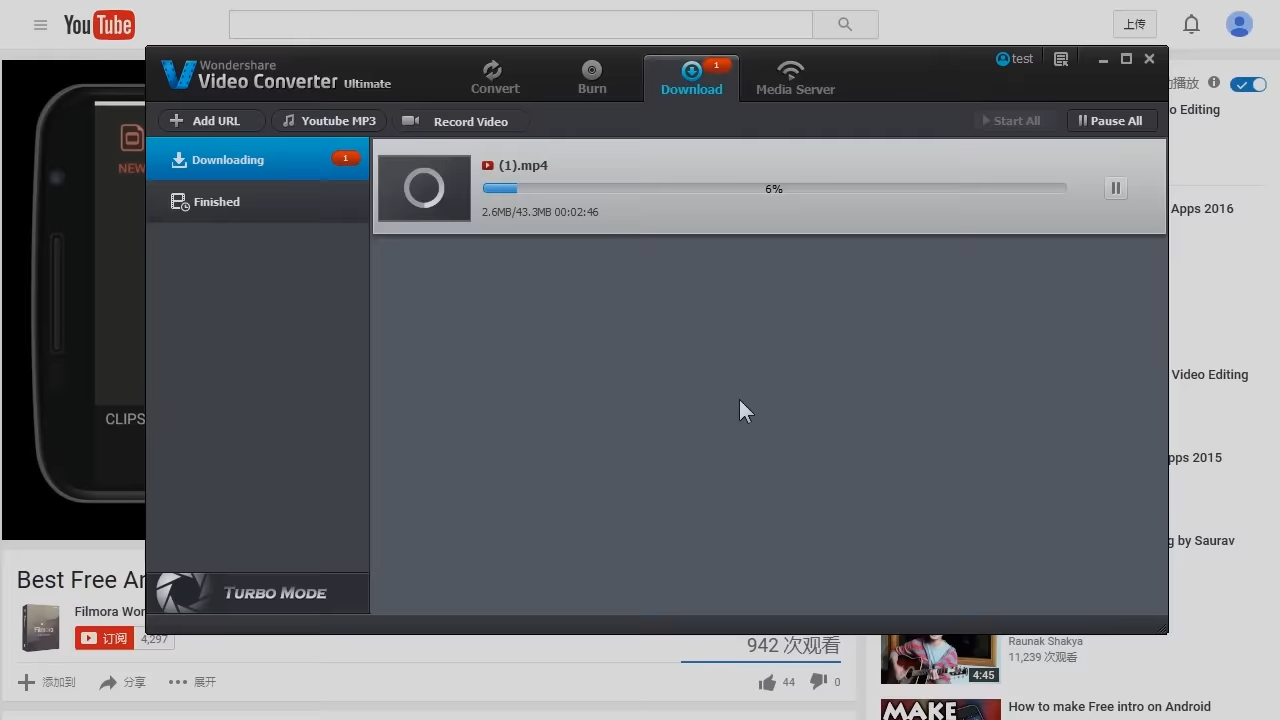 YouTube
上传
Wondershare
Video Converter Ultimate
Convert
Burn
Download
1
Media Server
test
Add URL
Youtube MP3
Record Video
Start All
Pause All
Downloading
1
Finished
(1).mp4
6%
2.6MB/43.3MB 00:02:46
TURBO MODE
NEW
CLIPS
动播放
o Editing
Apps 2016
Video Editing
pps 2015
g by Saurav
Best Free An
Filmora Wor
Filmora
订阅
4,297
942 次观看
添加到
分享
展开
44
0
Raunak Shakya
11,239 次观看
4:45
How to make Free intro on Android
MAKE